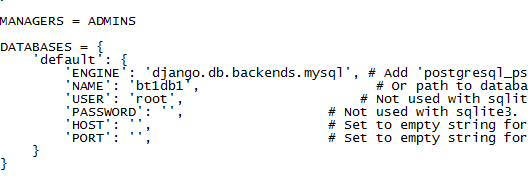 MANAGERS = ADMINS
DATABASES = {
    'default': {
        'ENGINE': 'django.db.backends.mysql', # Add 'postgresql_ps
        'NAME': 'bt1db1',                      # Or path to databa
        'USER': 'root',                      # Not used with sqlit
        'PASSWORD': '',                  # Not used with sqlite3.
        'HOST': '',                      # Set to empty string for
        'PORT': '',                      # Set to empty string for
    }
}